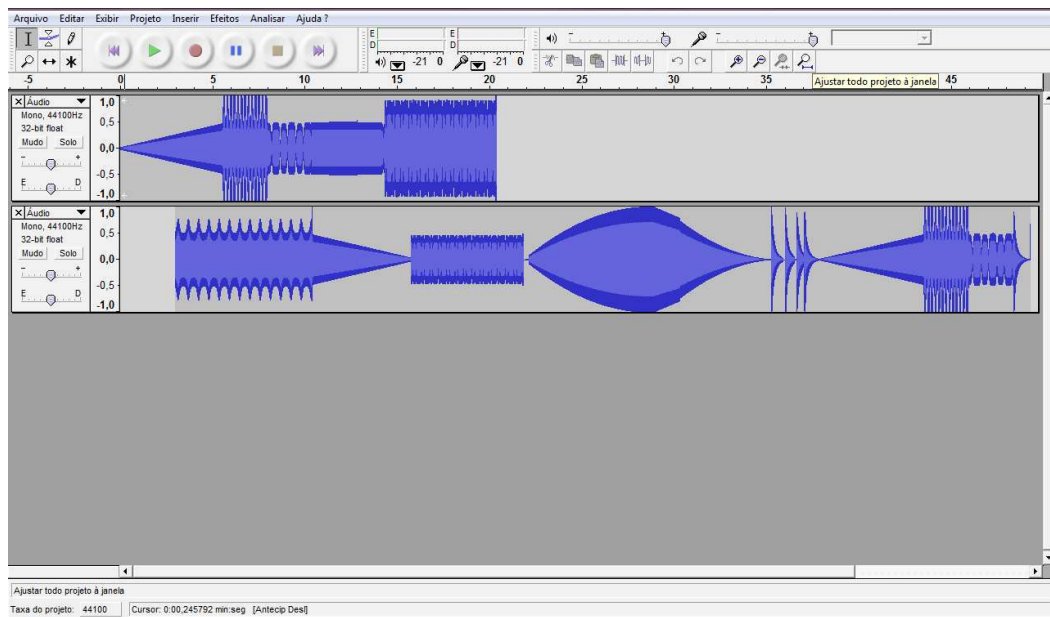 Arquivo Editar Exibir Projeto Inserir Efeitos Analisar Ajuda ?
E
D
-21 0
E
D
-21 0
-5 0 5 10 15 20 25 30 35 45
Ajustar todo projeto à janela
X Áudio
Mono, 44100Hz
32-bit float
Mudo Solo
- +
E D
1,0
0,5
0,0
-0,5
-1,0
X Áudio
Mono, 44100Hz
32-bit float
Mudo Solo
- +
E D
1,0
0,5
0,0
-0,5
-1,0
Ajustar todo projeto à janela
Taxa do projeto: 44100 Cursor: 0:00,245792 min:seg [Antecip Desl]